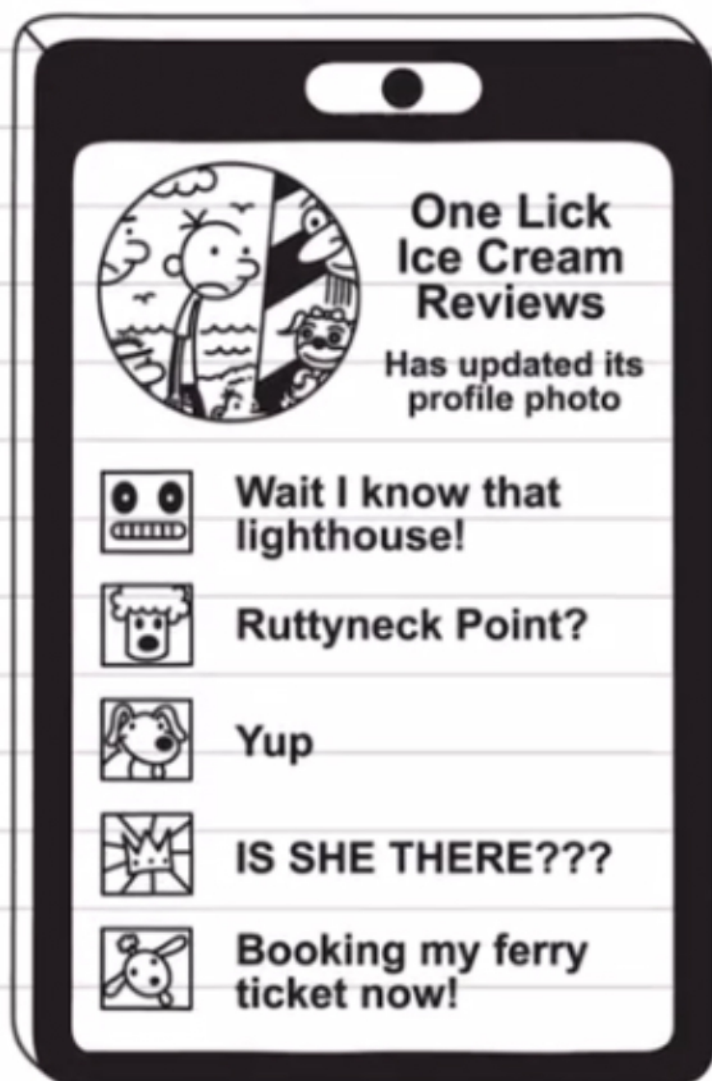 One Lick
Ice Cream
Reviews
Has updated its
profile photo
Wait I know that
lighthouse!
Ruttyneck Point?
Yup
IS SHE THERE???
Booking my ferry
ticket now!